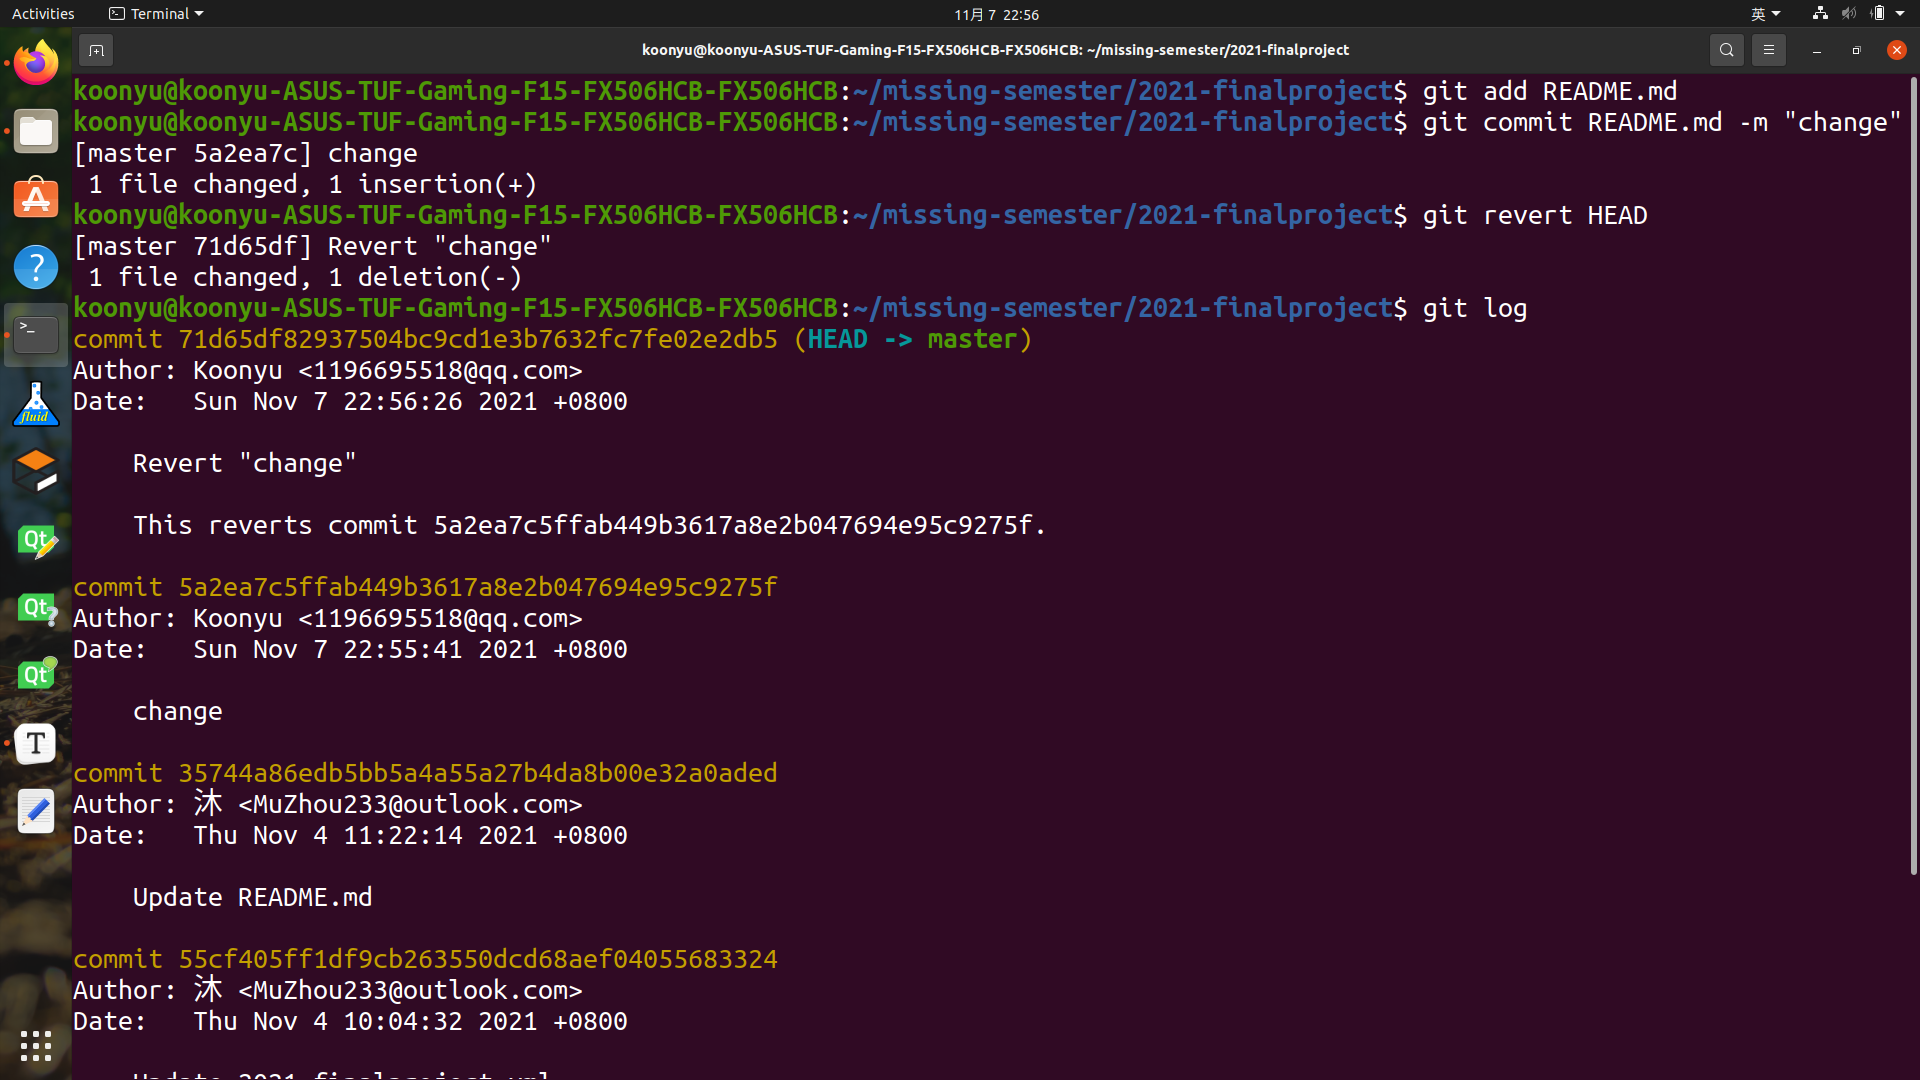 Activities
Terminal
11月 7 22:56
英
koonyu@koonyu-ASUS-TUF-Gaming-F15-FX506HCB-FX506HCB: ~/missing-semester/2021-finalproject
koonyu@koonyu-ASUS-TUF-Gaming-F15-FX506HCB-FX506HCB:~/missing-semester/2021-finalproject$ git add README.md
koonyu@koonyu-ASUS-TUF-Gaming-F15-FX506HCB-FX506HCB:~/missing-semester/2021-finalproject$ git commit README.md -m "change"
[master 5a2ea7c] change
 1 file changed, 1 insertion(+)
koonyu@koonyu-ASUS-TUF-Gaming-F15-FX506HCB-FX506HCB:~/missing-semester/2021-finalproject$ git revert HEAD
[master 71d65df] Revert "change"
 1 file changed, 1 deletion(-)
koonyu@koonyu-ASUS-TUF-Gaming-F15-FX506HCB-FX506HCB:~/missing-semester/2021-finalproject$ git log
commit 71d65df82937504bc9cd1e3b7632fc7fe02e2db5 (HEAD -> master)
Author: Koonyu <1196695518@qq.com>
Date:   Sun Nov 7 22:56:26 2021 +0800
    Revert "change"
    This reverts commit 5a2ea7c5ffab449b3617a8e2b047694e95c9275f.
commit 5a2ea7c5ffab449b3617a8e2b047694e95c9275f
Author: Koonyu <1196695518@qq.com>
Date:   Sun Nov 7 22:55:41 2021 +0800
    change
commit 35744a86edb5bb5a4a55a27b4da8b00e32a0aded
Author: 沐 <MuZhou233@outlook.com>
Date:   Thu Nov 4 11:22:14 2021 +0800
    Update README.md
commit 55cf405ff1df9cb263550dcd68aef04055683324
Author: 沐 <MuZhou233@outlook.com>
Date:   Thu Nov 4 10:04:32 2021 +0800
    Update 2021-finalproject.yml
fluid
Qt
Qt
Qt
T